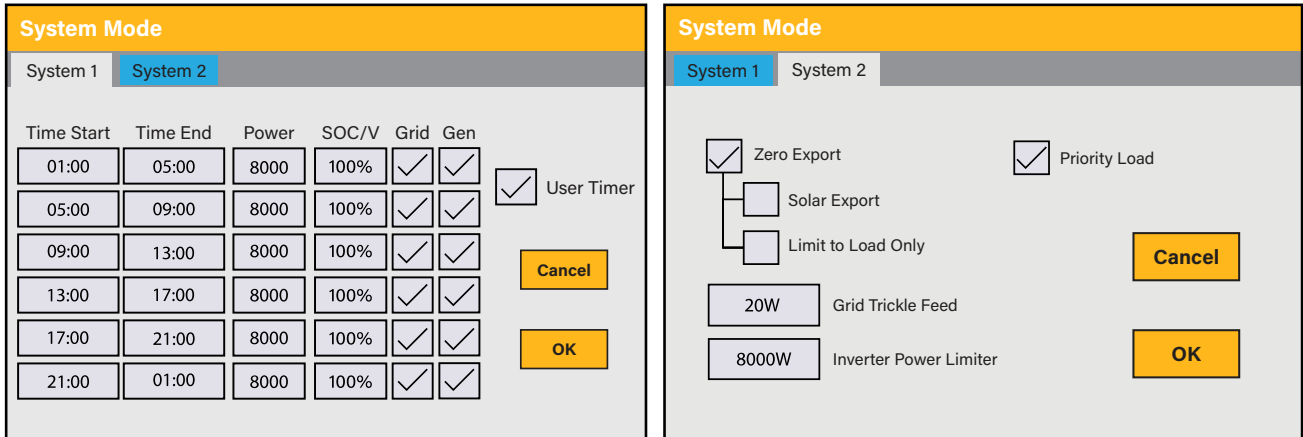 System Mode
System 1 System 2
Time Start Time End Power SOC/V Grid Gen
01:00 05:00 8000 100%
05:00 09:00 8000 100%
09:00 13:00 8000 100%
13:00 17:00 8000 100%
17:00 21:00 8000 100%
21:00 01:00 8000 100%
User Timer
Cancel
OK
System Mode
System 1 System 2
Zero Export
Solar Export
Limit to Load Only
Priority Load
20W Grid Trickle Feed
8000W Inverter Power Limiter
Cancel
OK